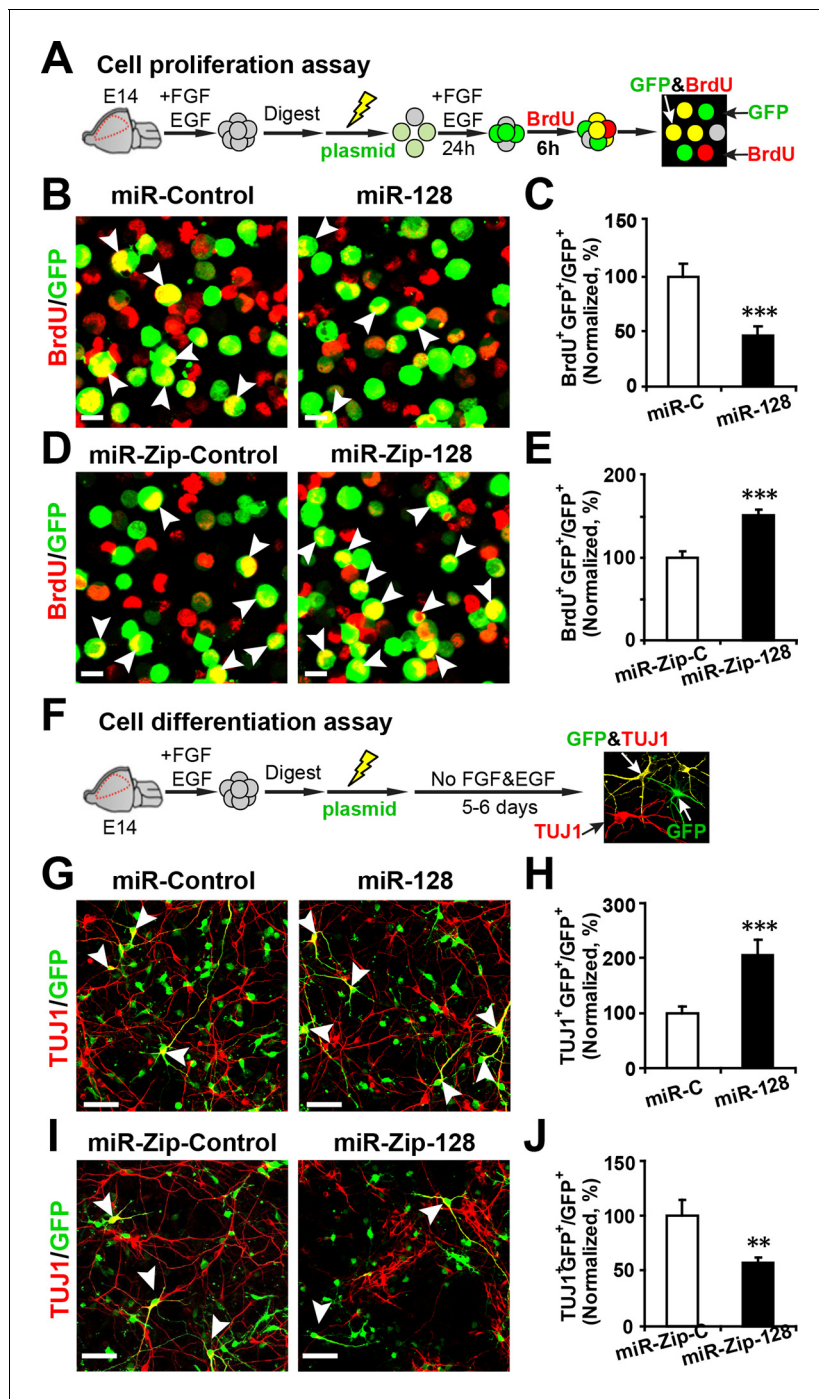 A Cell proliferation assay
E14
+FGF
EGF
Digest
plasmid
+FGF
EGF
24h
BrdU
6h
GFP&BrdU
GFP
BrdU
B
miR-Control
miR-128
BrdU/GFP
C
BrdU⁺GFP⁺/GFP⁺
(Normalized, %)
150
100
50
0
***
miR-C
miR-128
D
miR-Zip-Control
miR-Zip-128
BrdU/GFP
E
BrdU⁺GFP⁺/GFP⁺
(Normalized, %)
200
100
0
***
miR-Zip-C
miR-Zip-128
F Cell differentiation assay
E14
+FGF
EGF
Digest
plasmid
No FGF&EGF
5-6 days
GFP&TUJ1
TUJ1
GFP
G
miR-Control
miR-128
TUJ1/GFP
H
TUJ1⁺GFP⁺/GFP⁺
(Normalized, %)
300
200
100
0
***
miR-C
miR-128
I
miR-Zip-Control
miR-Zip-128
TUJ1/GFP
J
TUJ1⁺GFP⁺/GFP⁺
(Normalized, %)
150
100
50
0
**
miR-Zip-C
miR-Zip-128